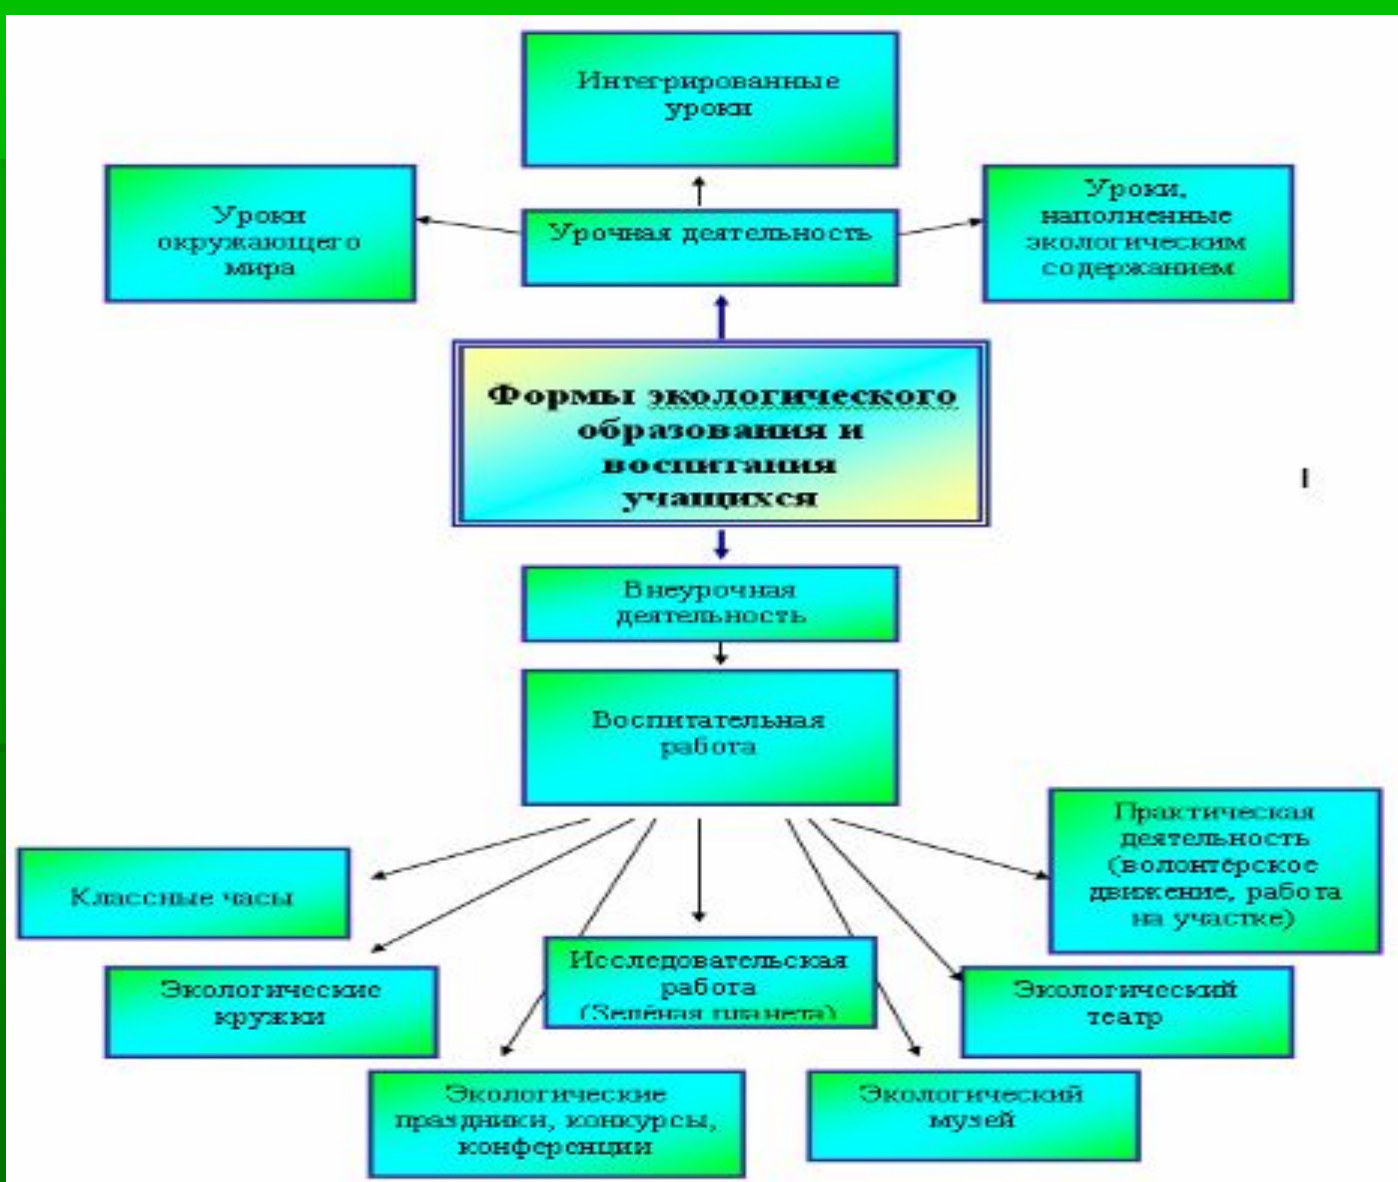 Интегрированные
уроки
Уроки
окружающего
мира
Урочная деятельность
Уроки,
наполненные
экологическим
содержанием
Формы экологического
образования и
воспитания
учащихся
Внеурочная
деятельность
Воспитательная
работа
Классные часы
Экологические
кружки
Экологические
праздники, конкурсы,
конференции
Исследовательская
работа
(Зелёная планета)
Экологический
музей
Экологический
театр
Практическая
деятельность
(волонтёрское
движение, работа
на участке)